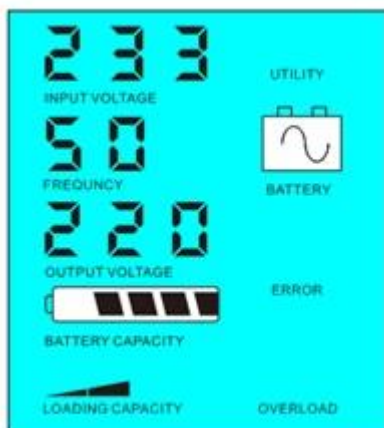 233
UTILITY
INPUT VOLTAGE
50
FREQUNCY
BATTERY
220
OUTPUT VOLTAGE
ERROR
BATTERY CAPACITY
LOADING CAPACITY
OVERLOAD